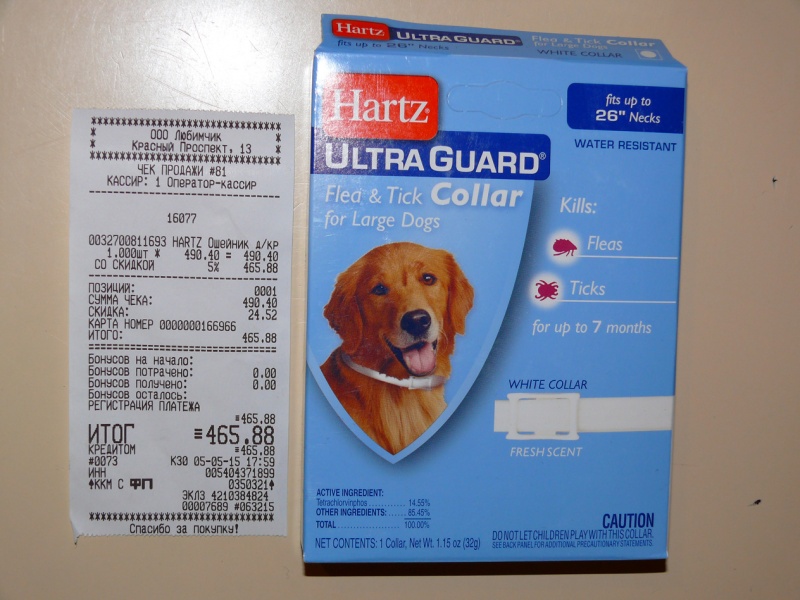 ООО Любимчик
Красный Проспект, 13
ЧЕК ПРОДАЖИ #81
КАССИР: 1 Оператор-кассир
16077
0032700811693 HARTZ Ошейник д/кр
1.000шт * 490.40 = 490.40
СО СКИДКОЙ 5% 465.88
ПОЗИЦИЙ: 0001
СУММА ЧЕКА: 490.40
СКИДКА: 24.52
КАРТА НОМЕР 0000000166966
ИТОГО: 465.88
Бонусов на начало:
Бонусов потрачено: 0.00
Бонусов получено: 0.00
Бонусов осталось:
РЕГИСТРАЦИЯ ПЛАТЕЖА
=465.88
ИТОГ =465.88
КРЕДИТОМ =465.88
#0073 К30 05-05-15 17:59
ИНН 005404371899
ККМ С ФП 0350321
ЭКЛЗ 4210384824
00007689 #063215
Спасибо за покупку!
Hartz ULTRAGUARD® Flea & Tick Collar
fits up to 26" Necks for Large Dogs
WHITE COLLAR
Hartz®
fits up to
26" Necks
WATER RESISTANT
ULTRAGUARD®
Flea & Tick Collar
for Large Dogs
Kills:
Fleas
Ticks
for up to 7 months
WHITE COLLAR
FRESH SCENT
ACTIVE INGREDIENT:
Tetrachlorvinphos 14.55%
OTHER INGREDIENTS: 85.45%
TOTAL 100.00%
NET CONTENTS: 1 Collar, Net Wt. 1.15 oz (32g)
CAUTION
DO NOT LET CHILDREN PLAY WITH THIS COLLAR.
SEE BACK PANEL FOR ADDITIONAL PRECAUTIONARY STATEMENTS.